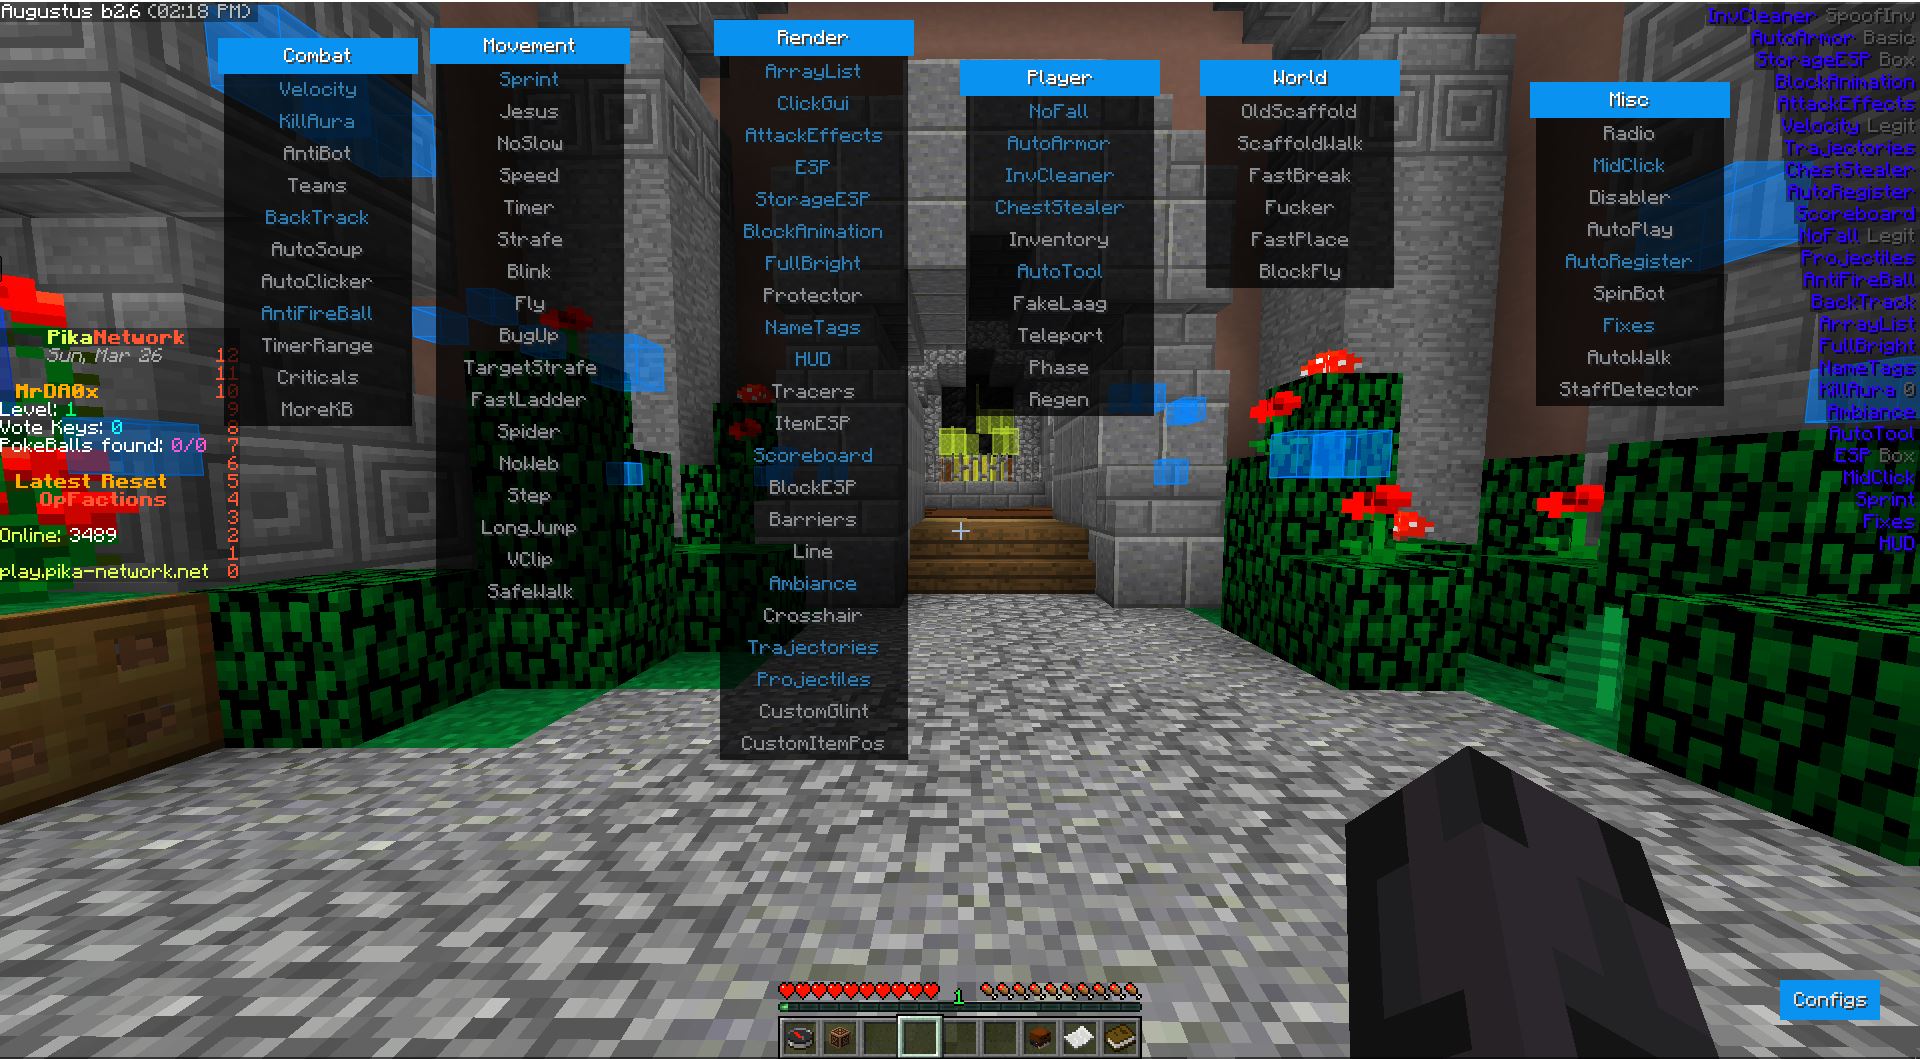 Augustus b2.6 (02:18 PM)
Combat
Velocity
KillAura
AntiBot
Teams
BackTrack
AutoSoup
AutoClicker
AntiFireBall
TimerRange
Criticals
MoreKB
Movement
Sprint
Jesus
NoSlow
Speed
Timer
Strafe
Blink
Fly
BugUp
TargetStrafe
FastLadder
Spider
NoWeb
Step
LongJump
VClip
SafeWalk
Render
ArrayList
ClickGui
AttackEffects
ESP
StorageESP
BlockAnimation
FullBright
Protector
NameTags
HUD
Tracers
ItemESP
Scoreboard
BlockESP
Barriers
Line
Ambiance
Crosshair
Trajectories
Projectiles
CustomGlint
CustomItemPos
Player
NoFall
AutoArmor
InvCleaner
ChestStealer
Inventory
AutoTool
FakeLaag
Teleport
Phase
Regen
World
OldScaffold
ScaffoldWalk
FastBreak
Fucker
FastPlace
BlockFly
Misc
Radio
MidClick
Disabler
AutoPlay
AutoRegister
SpinBot
Fixes
AutoWalk
StaffDetector
InvCleaner SpoofInv
AutoArmor Basic
StorageESP Box
BlockAnimation
AttackEffects
Velocity Legit
Trajectories
ChestStealer
AutoRegister
Scoreboard
NoFall Legit
Projectiles
AntiFireBall
BackTrack
ArrayList
FullBright
NameTags
KillAura 0
Ambiance
AutoTool
ESP Box
MidClick
Sprint
Fixes
HUD
PikaNetwork
Sun, Mar 26 12
11
MrDA0x 10
Level: 1 9
Vote Keys: 0 8
PokeBalls found: 0/0 7
6
Latest Reset 5
OpFactions 4
3
Online: 3489 2
1
play.pika-network.net 0
1
Configs